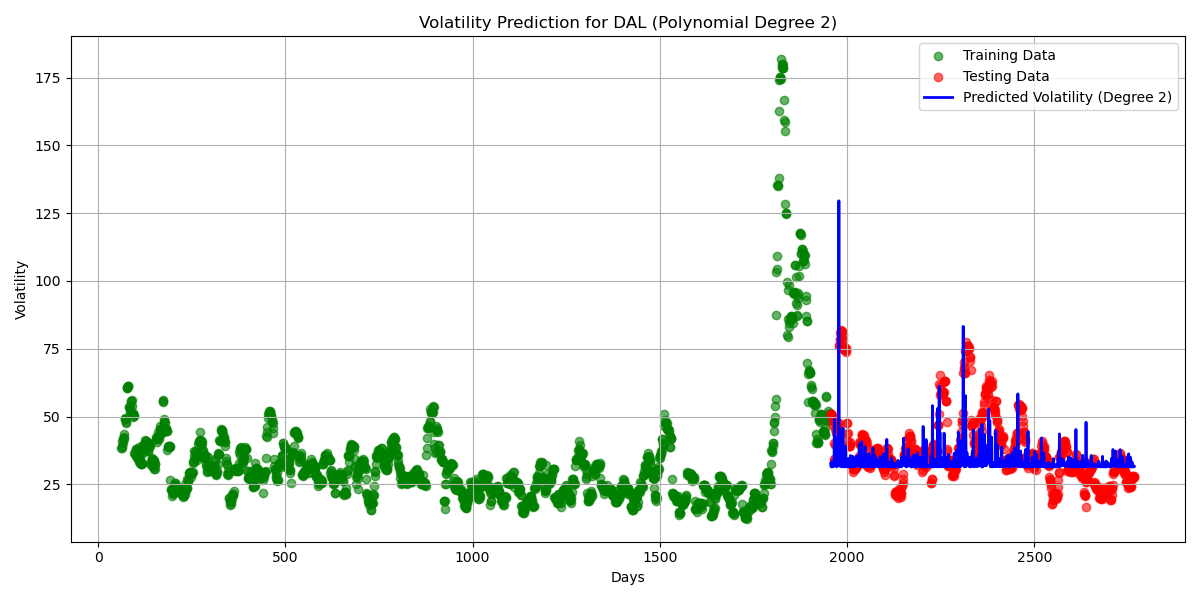 Volatility Prediction for DAL (Polynomial Degree 2)
Training Data
Testing Data
Predicted Volatility (Degree 2)
175
150
125
100
75
50
25
Volatility
0
500
1000
1500
2000
2500
Days